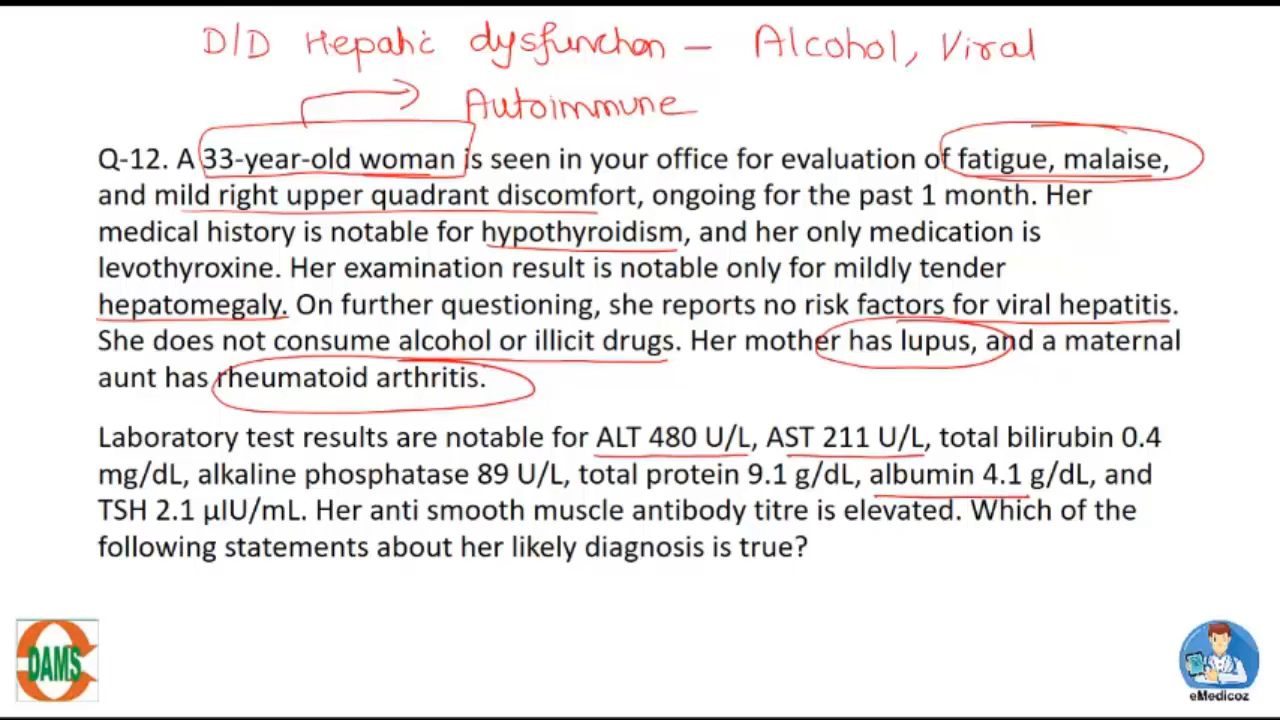 D/D Hepatic dysfunction – Alcohol, Viral
Autoimmune
Q-12. A 33-year-old woman is seen in your office for evaluation of fatigue, malaise,
and mild right upper quadrant discomfort, ongoing for the past 1 month. Her
medical history is notable for hypothyroidism, and her only medication is
levothyroxine. Her examination result is notable only for mildly tender
hepatomegaly. On further questioning, she reports no risk factors for viral hepatitis.
She does not consume alcohol or illicit drugs. Her mother has lupus, and a maternal
aunt has rheumatoid arthritis.
Laboratory test results are notable for ALT 480 U/L, AST 211 U/L, total bilirubin 0.4
mg/dL, alkaline phosphatase 89 U/L, total protein 9.1 g/dL, albumin 4.1 g/dL, and
TSH 2.1 µIU/mL. Her anti smooth muscle antibody titre is elevated. Which of the
following statements about her likely diagnosis is true?
DAMS
eMedicoz